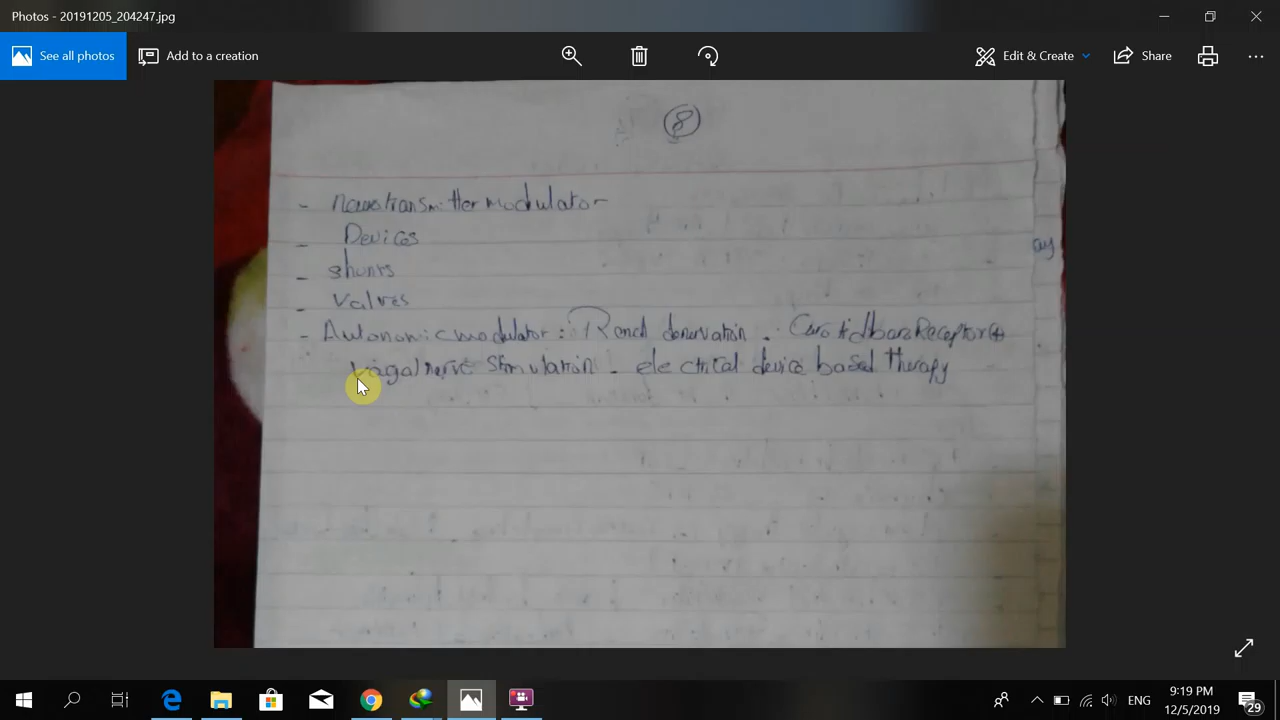 Photos - 20191205_204247.jpg
See all photos
Add to a creation
Edit & Create
Share
8
- neurotransmitter modulator
- Devices
- shunts
- Valves
- Autonomic modulator : Renal denervation . Carotid baroReceptor ⊕
vagal nerve stimulation - electrical device based therapy
ay
ENG
9:19 PM
12/5/2019
29